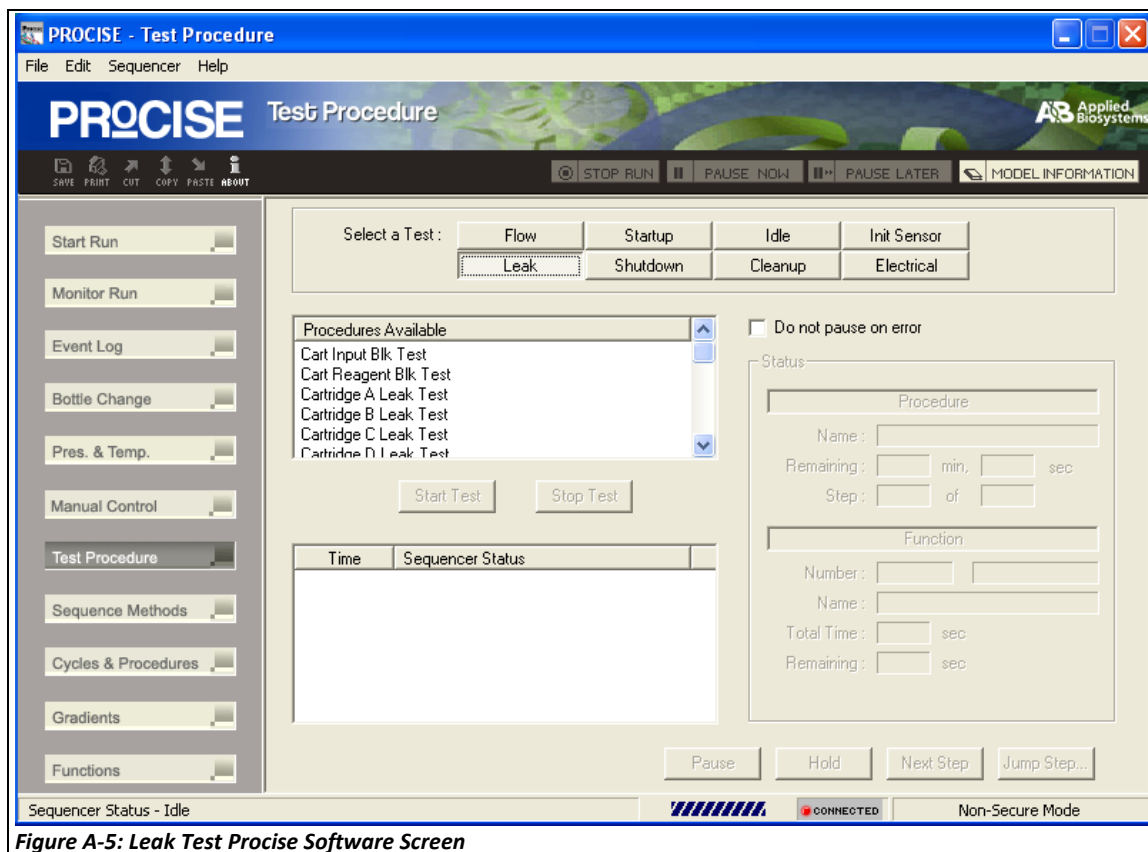 PROCISE - Test Procedure
File Edit Sequencer Help
PROCISE Test Procedure
AB Applied Biosystems
SAVE PRINT CUT COPY PASTE ABOUT
STOP RUN PAUSE NOW PAUSE LATER MODEL INFORMATION
Start Run
Monitor Run
Event Log
Bottle Change
Pres. & Temp.
Manual Control
Test Procedure
Sequence Methods
Cycles & Procedures
Gradients
Functions
Select a Test :
Flow Startup Idle Init Sensor
Leak Shutdown Cleanup Electrical
Procedures Available
Cart Input Blk Test
Cart Reagent Blk Test
Cartridge A Leak Test
Cartridge B Leak Test
Cartridge C Leak Test
Cartridge D Leak Test
Start Test Stop Test
Time Sequencer Status
Do not pause on error
Status
Procedure
Name :
Remaining : min, sec
Step : of
Function
Number :
Name :
Total Time : sec
Remaining : sec
Pause Hold Next Step Jump Step...
Sequencer Status - Idle
CONNECTED
Non-Secure Mode
Figure A-5: Leak Test Procise Software Screen